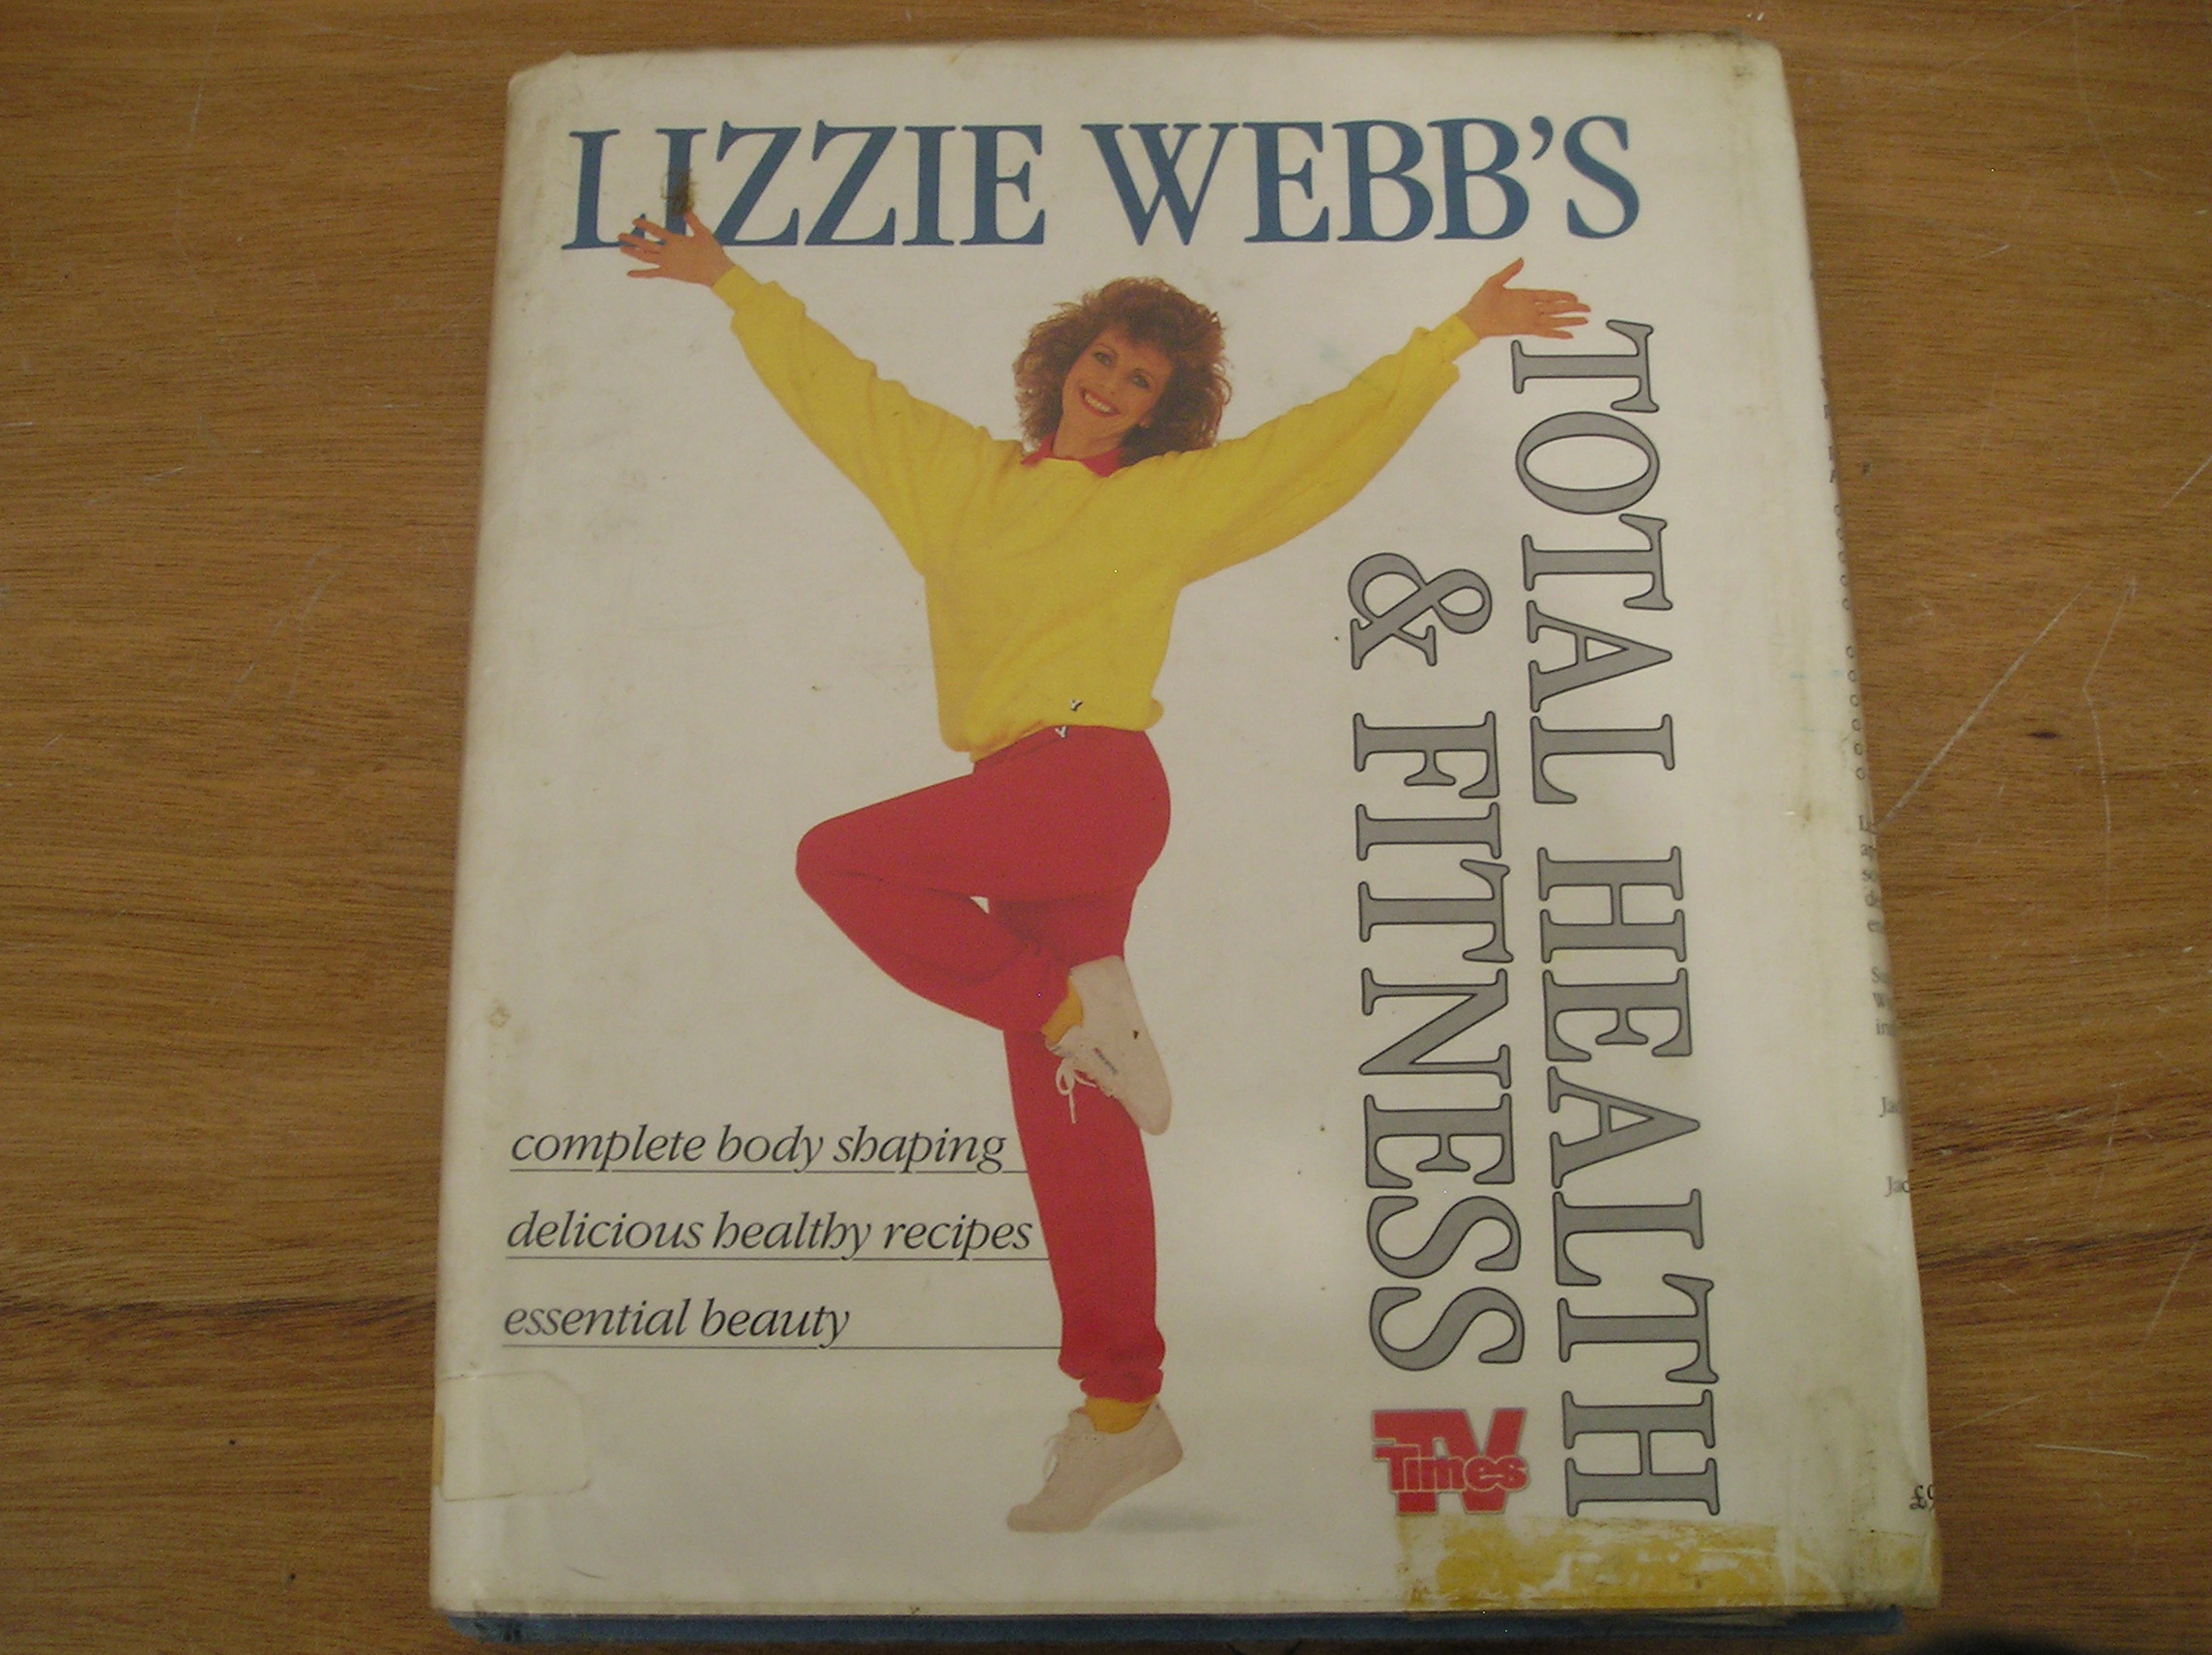 LIZZIE WEBB'S
TOTAL HEALTH
& FITNESS
complete body shaping
delicious healthy recipes
essential beauty
TV
Times